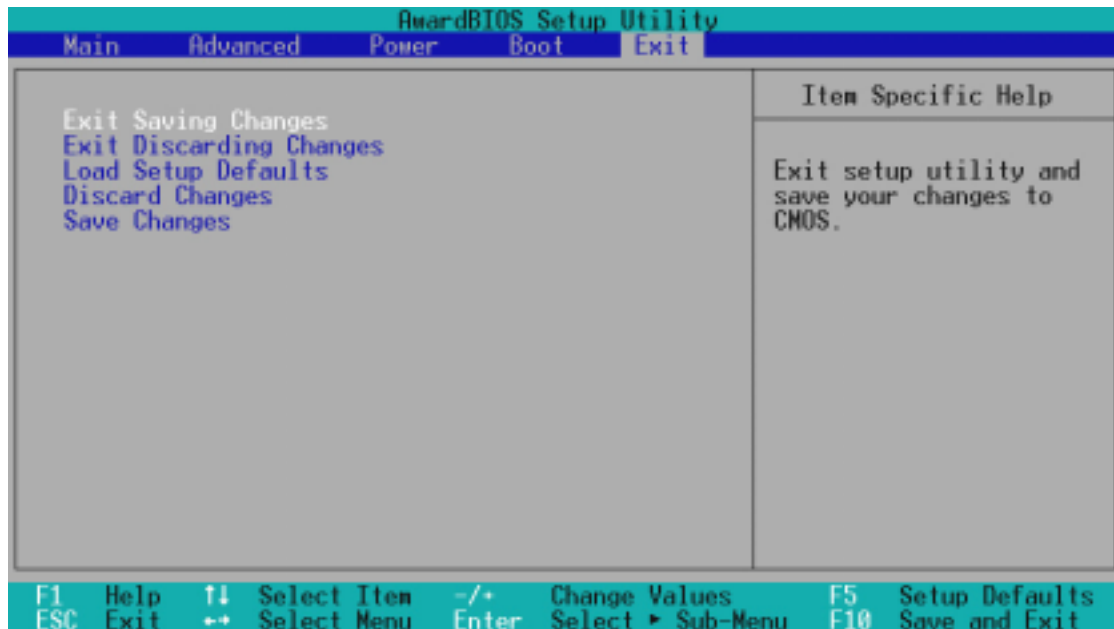 AwardBIOS Setup Utility
Main Advanced Power Boot Exit
Item Specific Help
Exit Saving Changes
Exit Discarding Changes
Load Setup Defaults
Discard Changes
Save Changes
Exit setup utility and
save your changes to
CMOS.
F1 Help ↑↓ Select Item -/+ Change Values F5 Setup Defaults
ESC Exit ←→ Select Menu Enter Select ► Sub-Menu F10 Save and Exit